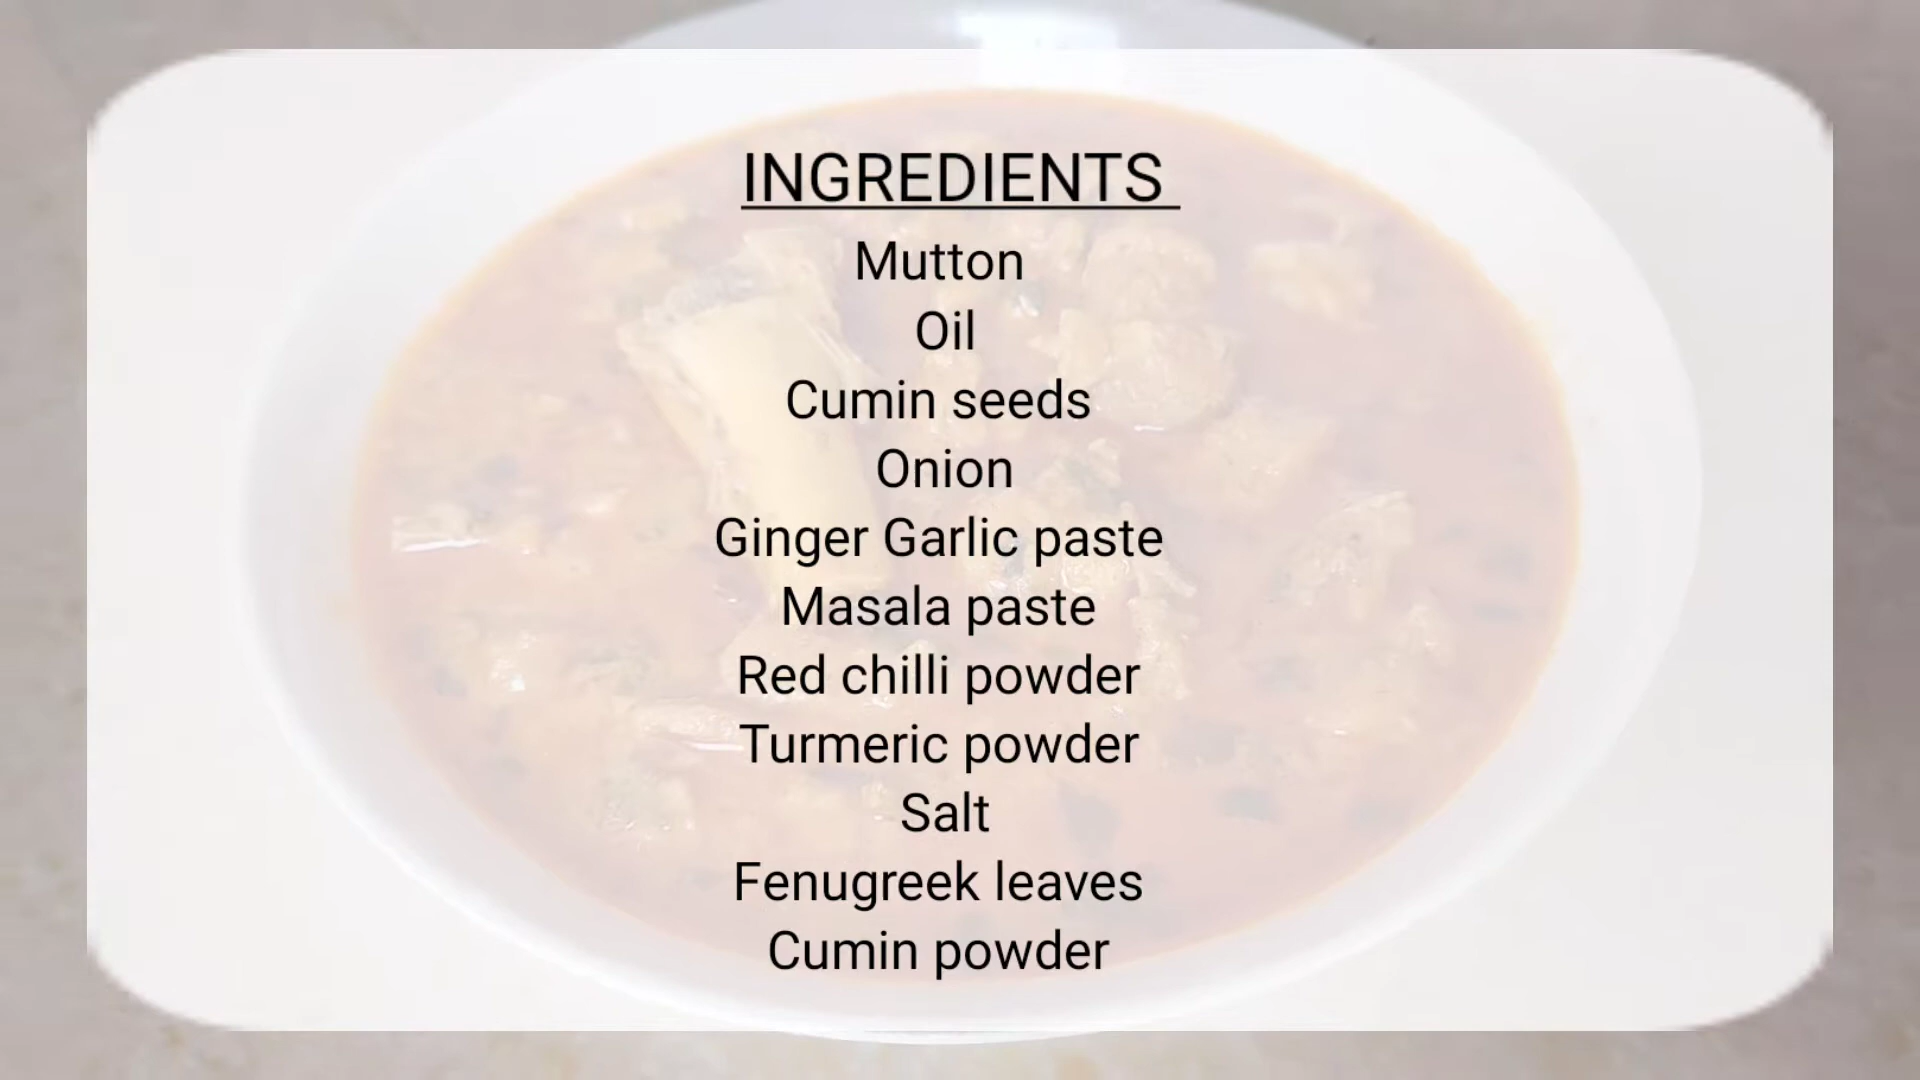 INGREDIENTS
Mutton
Oil
Cumin seeds
Onion
Ginger Garlic paste
Masala paste
Red chilli powder
Turmeric powder
Salt
Fenugreek leaves
Cumin powder